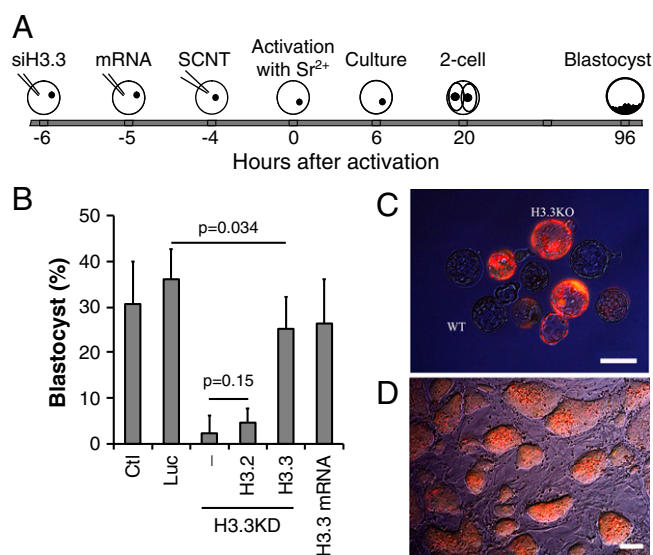 A
siH3.3 mRNA SCNT Activation with Sr2+ Culture 2-cell Blastocyst
-6 -5 -4 0 6 20 96
Hours after activation
B
Blastocyst (%)
50
40
30
20
10
0
p=0.034
p=0.15
Ctl
Luc
–
H3.2
H3.3
H3.3 mRNA
H3.3KD
C
H3.3KO
WT
D